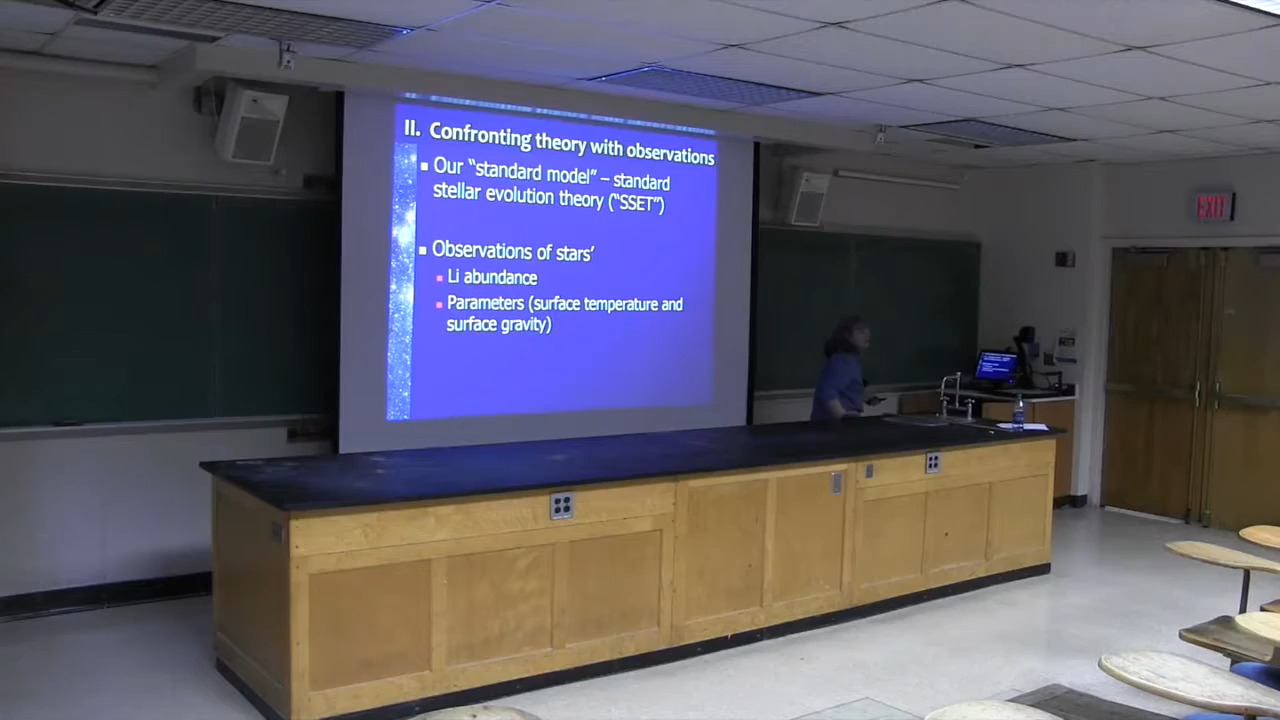 II. Confronting theory with observations
Our “standard model” – standard
stellar evolution theory (“SSET”)
Observations of stars’
Li abundance
Parameters (surface temperature and
surface gravity)
EXIT